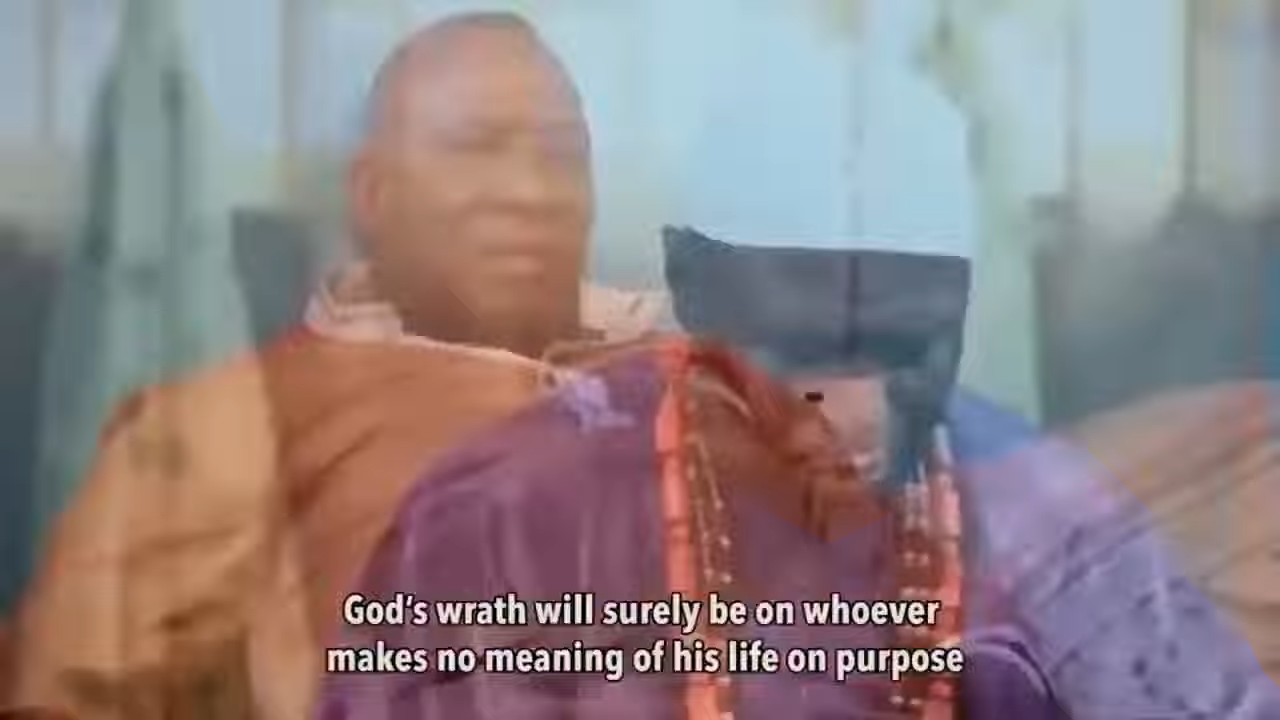 God's wrath will surely be on whoever
makes no meaning of his life on purpose